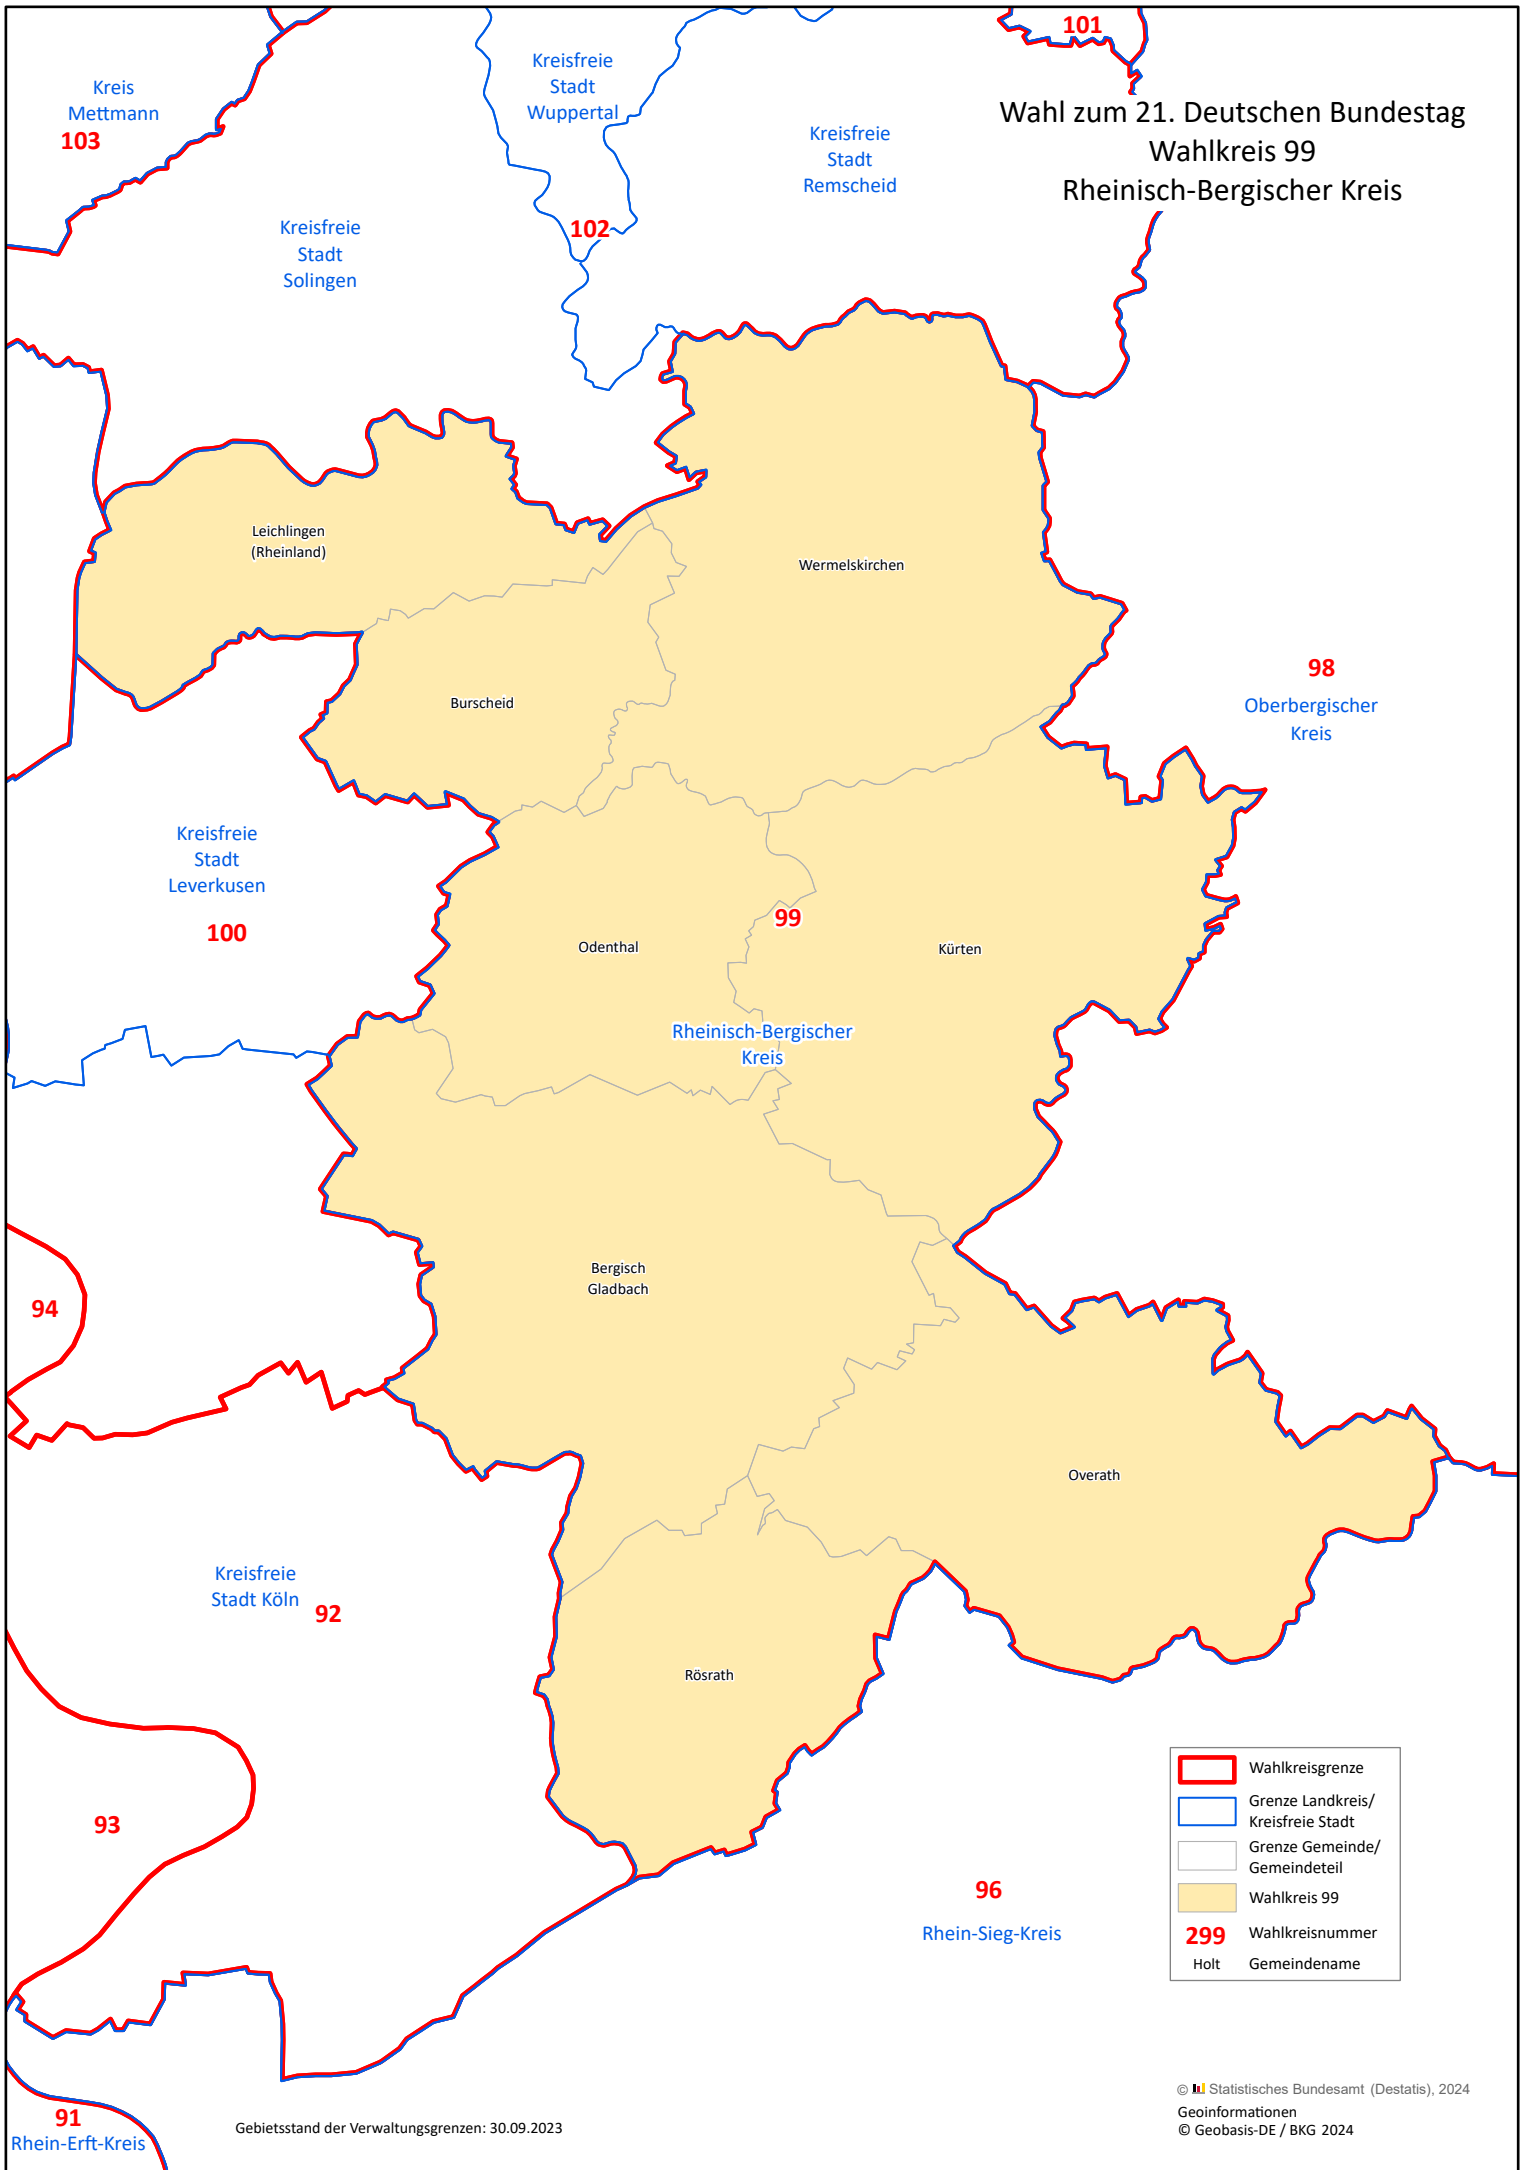 101
Wahl zum 21. Deutschen Bundestag
Wahlkreis 99
Rheinisch-Bergischer Kreis
Kreis
Mettmann
103
Kreisfreie
Stadt
Wuppertal
Kreisfreie
Stadt
Remscheid
Kreisfreie
Stadt
Solingen
102
Leichlingen
(Rheinland)
Wermelskirchen
Burscheid
98
Oberbergischer
Kreis
Kreisfreie
Stadt
Leverkusen
100
99
Odenthal
Kürten
Rheinisch-Bergischer
Kreis
Bergisch
Gladbach
94
Overath
Kreisfreie
Stadt Köln
92
Rösrath
93
96
Rhein-Sieg-Kreis
Wahlkreisgrenze
Grenze Landkreis/
Kreisfreie Stadt
Grenze Gemeinde/
Gemeindeteil
Wahlkreis 99
299 Wahlkreisnummer
Holt Gemeindename
91
Rhein-Erft-Kreis
Gebietsstand der Verwaltungsgrenzen: 30.09.2023
© Statistisches Bundesamt (Destatis), 2024
Geoinformationen
© Geobasis-DE / BKG 2024